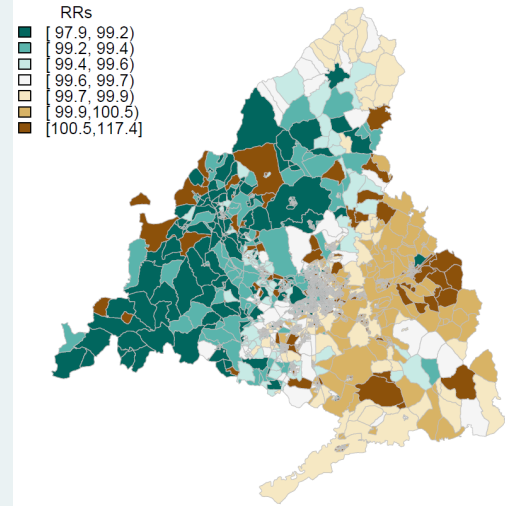 RRs
[ 97.9, 99.2)
[ 99.2, 99.4)
[ 99.4, 99.6)
[ 99.6, 99.7)
[ 99.7, 99.9)
[ 99.9,100.5)
[100.5,117.4]